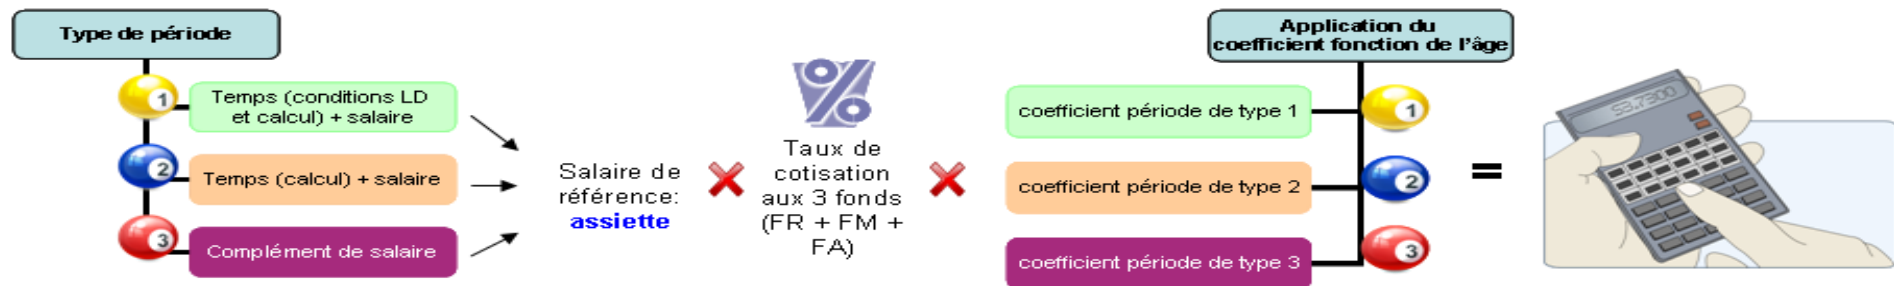 Type de période
1
Temps (conditions LD
et calcul) + salaire
2
Temps (calcul) + salaire
3
Complément de salaire
Salaire de
référence:
assiette
%
Taux de
cotisation
aux 3 fonds
(FR + FM +
FA)
Application du
coefficient fonction de l'âge
coefficient période de type 1
1
coefficient période de type 2
2
coefficient période de type 3
3
=
53.7300